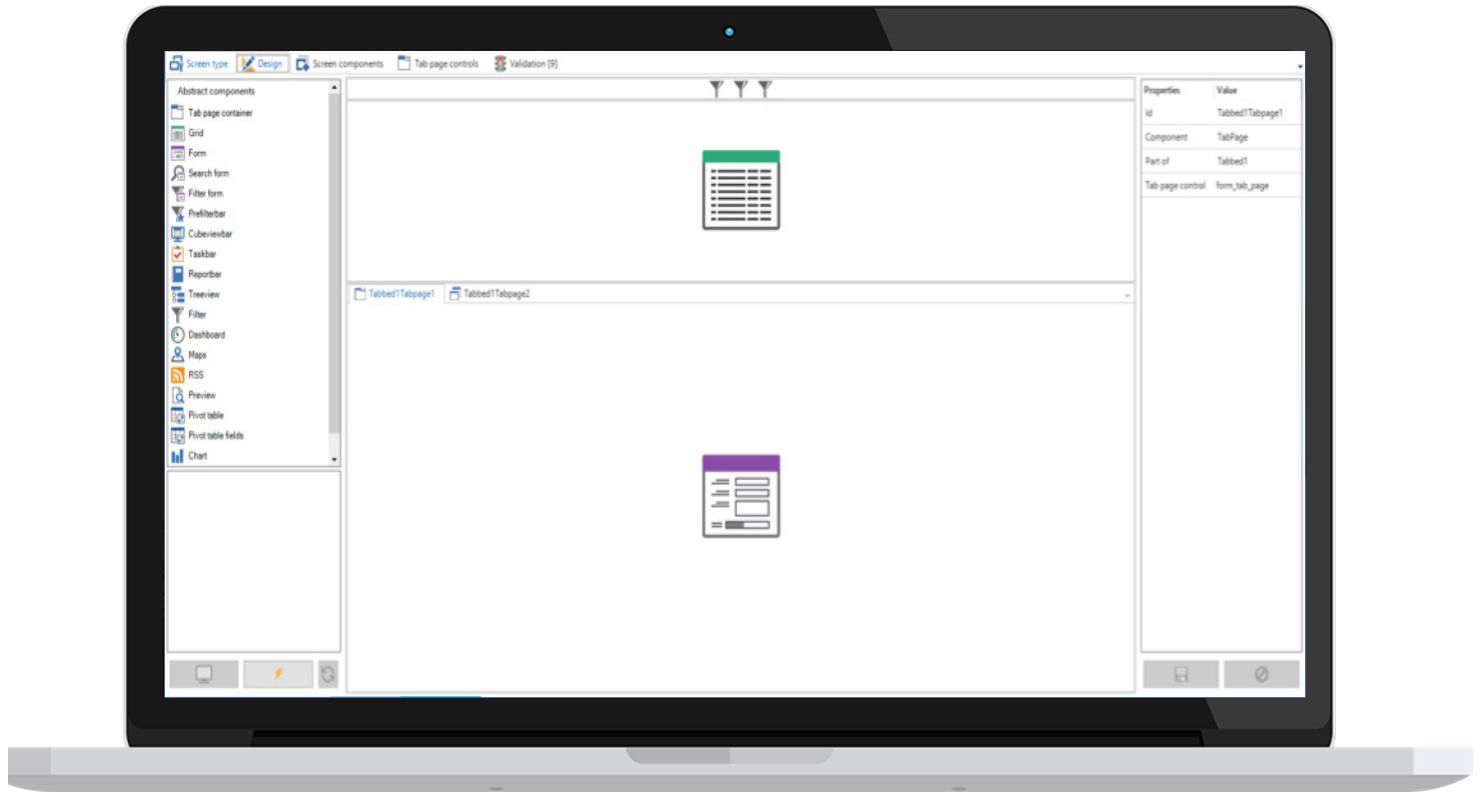 Screen type Design Screen components Tab page controls Validation [9]
Abstract components
Tab page container
Grid
Form
Search form
Filter form
Prefilterbar
Cubeviewbar
Taskbar
Reportbar
Treeview
Filter
Dashboard
Maps
RSS
Preview
Pivot table
Pivot table fields
Chart
Tabbed1Tabpage1 Tabbed1Tabpage2
Properties Value
Id Tabbed1Tabpage1
Component TabPage
Part of Tabbed1
Tab page control form_tab_page